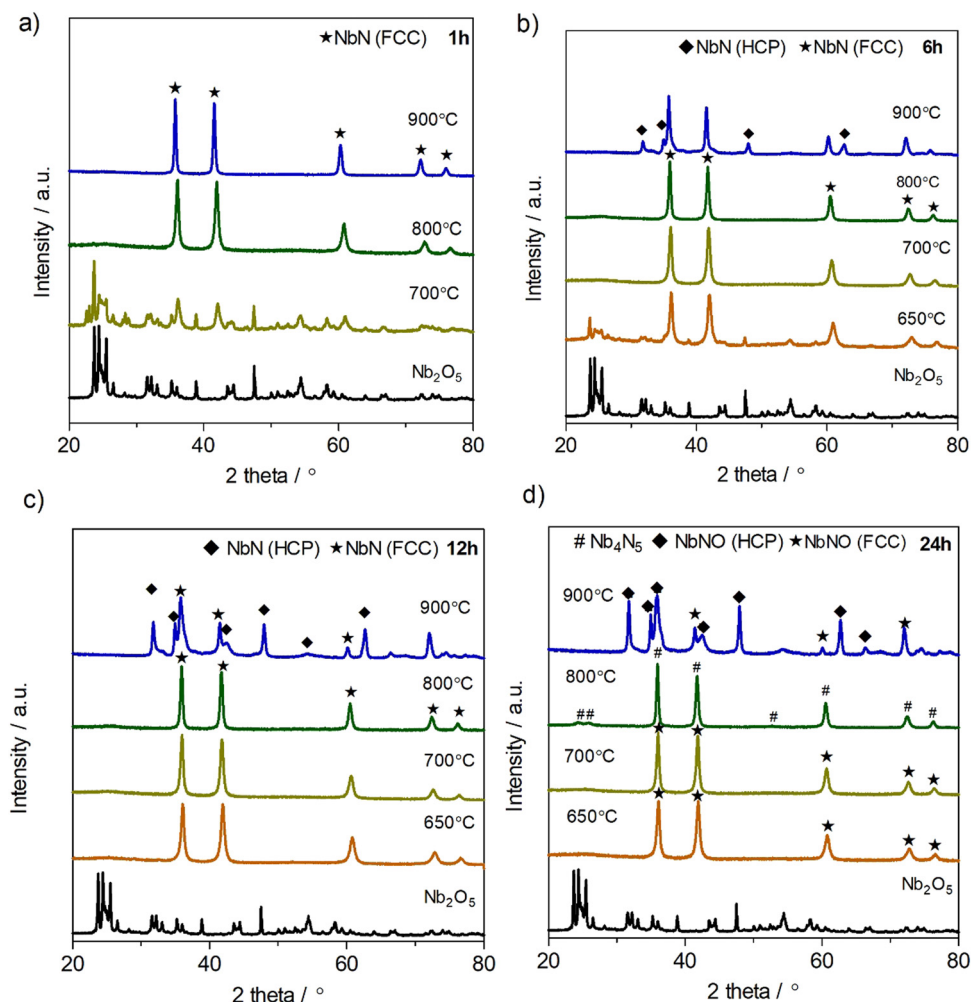 a)
★NbN (FCC) 1h
900°C
800°C
700°C
Nb₂O₅
Intensity / a.u.
20 40 60 80
2 theta / °
b)
◆NbN (HCP) ★NbN (FCC) 6h
900°C
800°C
700°C
650°C
Nb₂O₅
Intensity / a.u.
20 40 60 80
2 theta / °
c)
◆ NbN (HCP) ★NbN (FCC) 12h
900°C
800°C
700°C
650°C
Nb₂O₅
Intensity / a.u.
20 40 60 80
2 theta / °
d)
# Nb₄N₅ ◆NbNO (HCP) ★NbNO (FCC) 24h
900°C
#
#
800°C
##
#
#
#
#
700°C
650°C
Nb₂O₅
Intensity / a.u.
20 40 60 80
2 theta / °